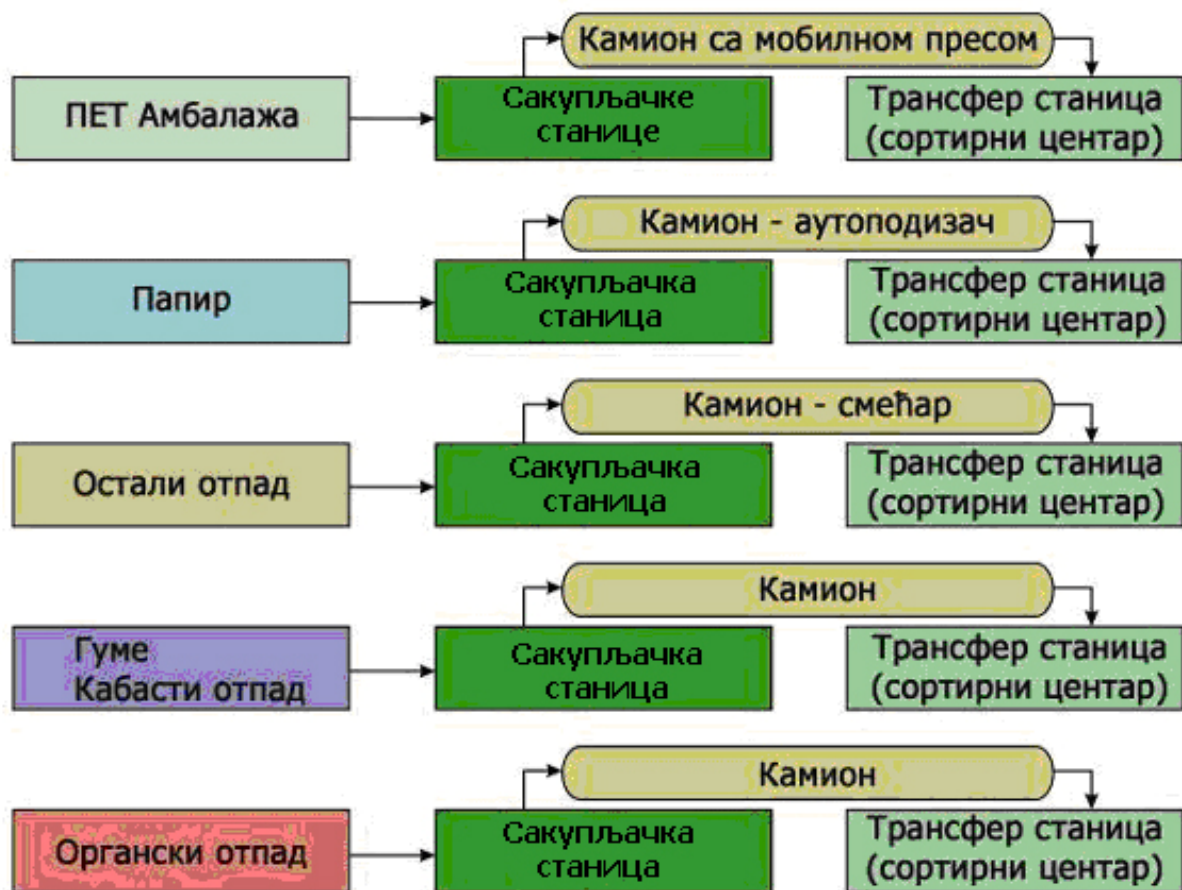 Камион са мобилном пресом
ПЕТ Амбалажа
Сакупљачке
станице
Трансфер станица
(сортирни центар)
Камион - аутоподизач
Папир
Сакупљачка
станица
Трансфер станица
(сортирни центар)
Камион - смећар
Остали отпад
Сакупљачка
станица
Трансфер станица
(сортирни центар)
Камион
Гуме
Кабасти отпад
Сакупљачка
станица
Трансфер станица
(сортирни центар)
Камион
Органски отпад
Сакупљачка
станица
Трансфер станица
(сортирни центар)